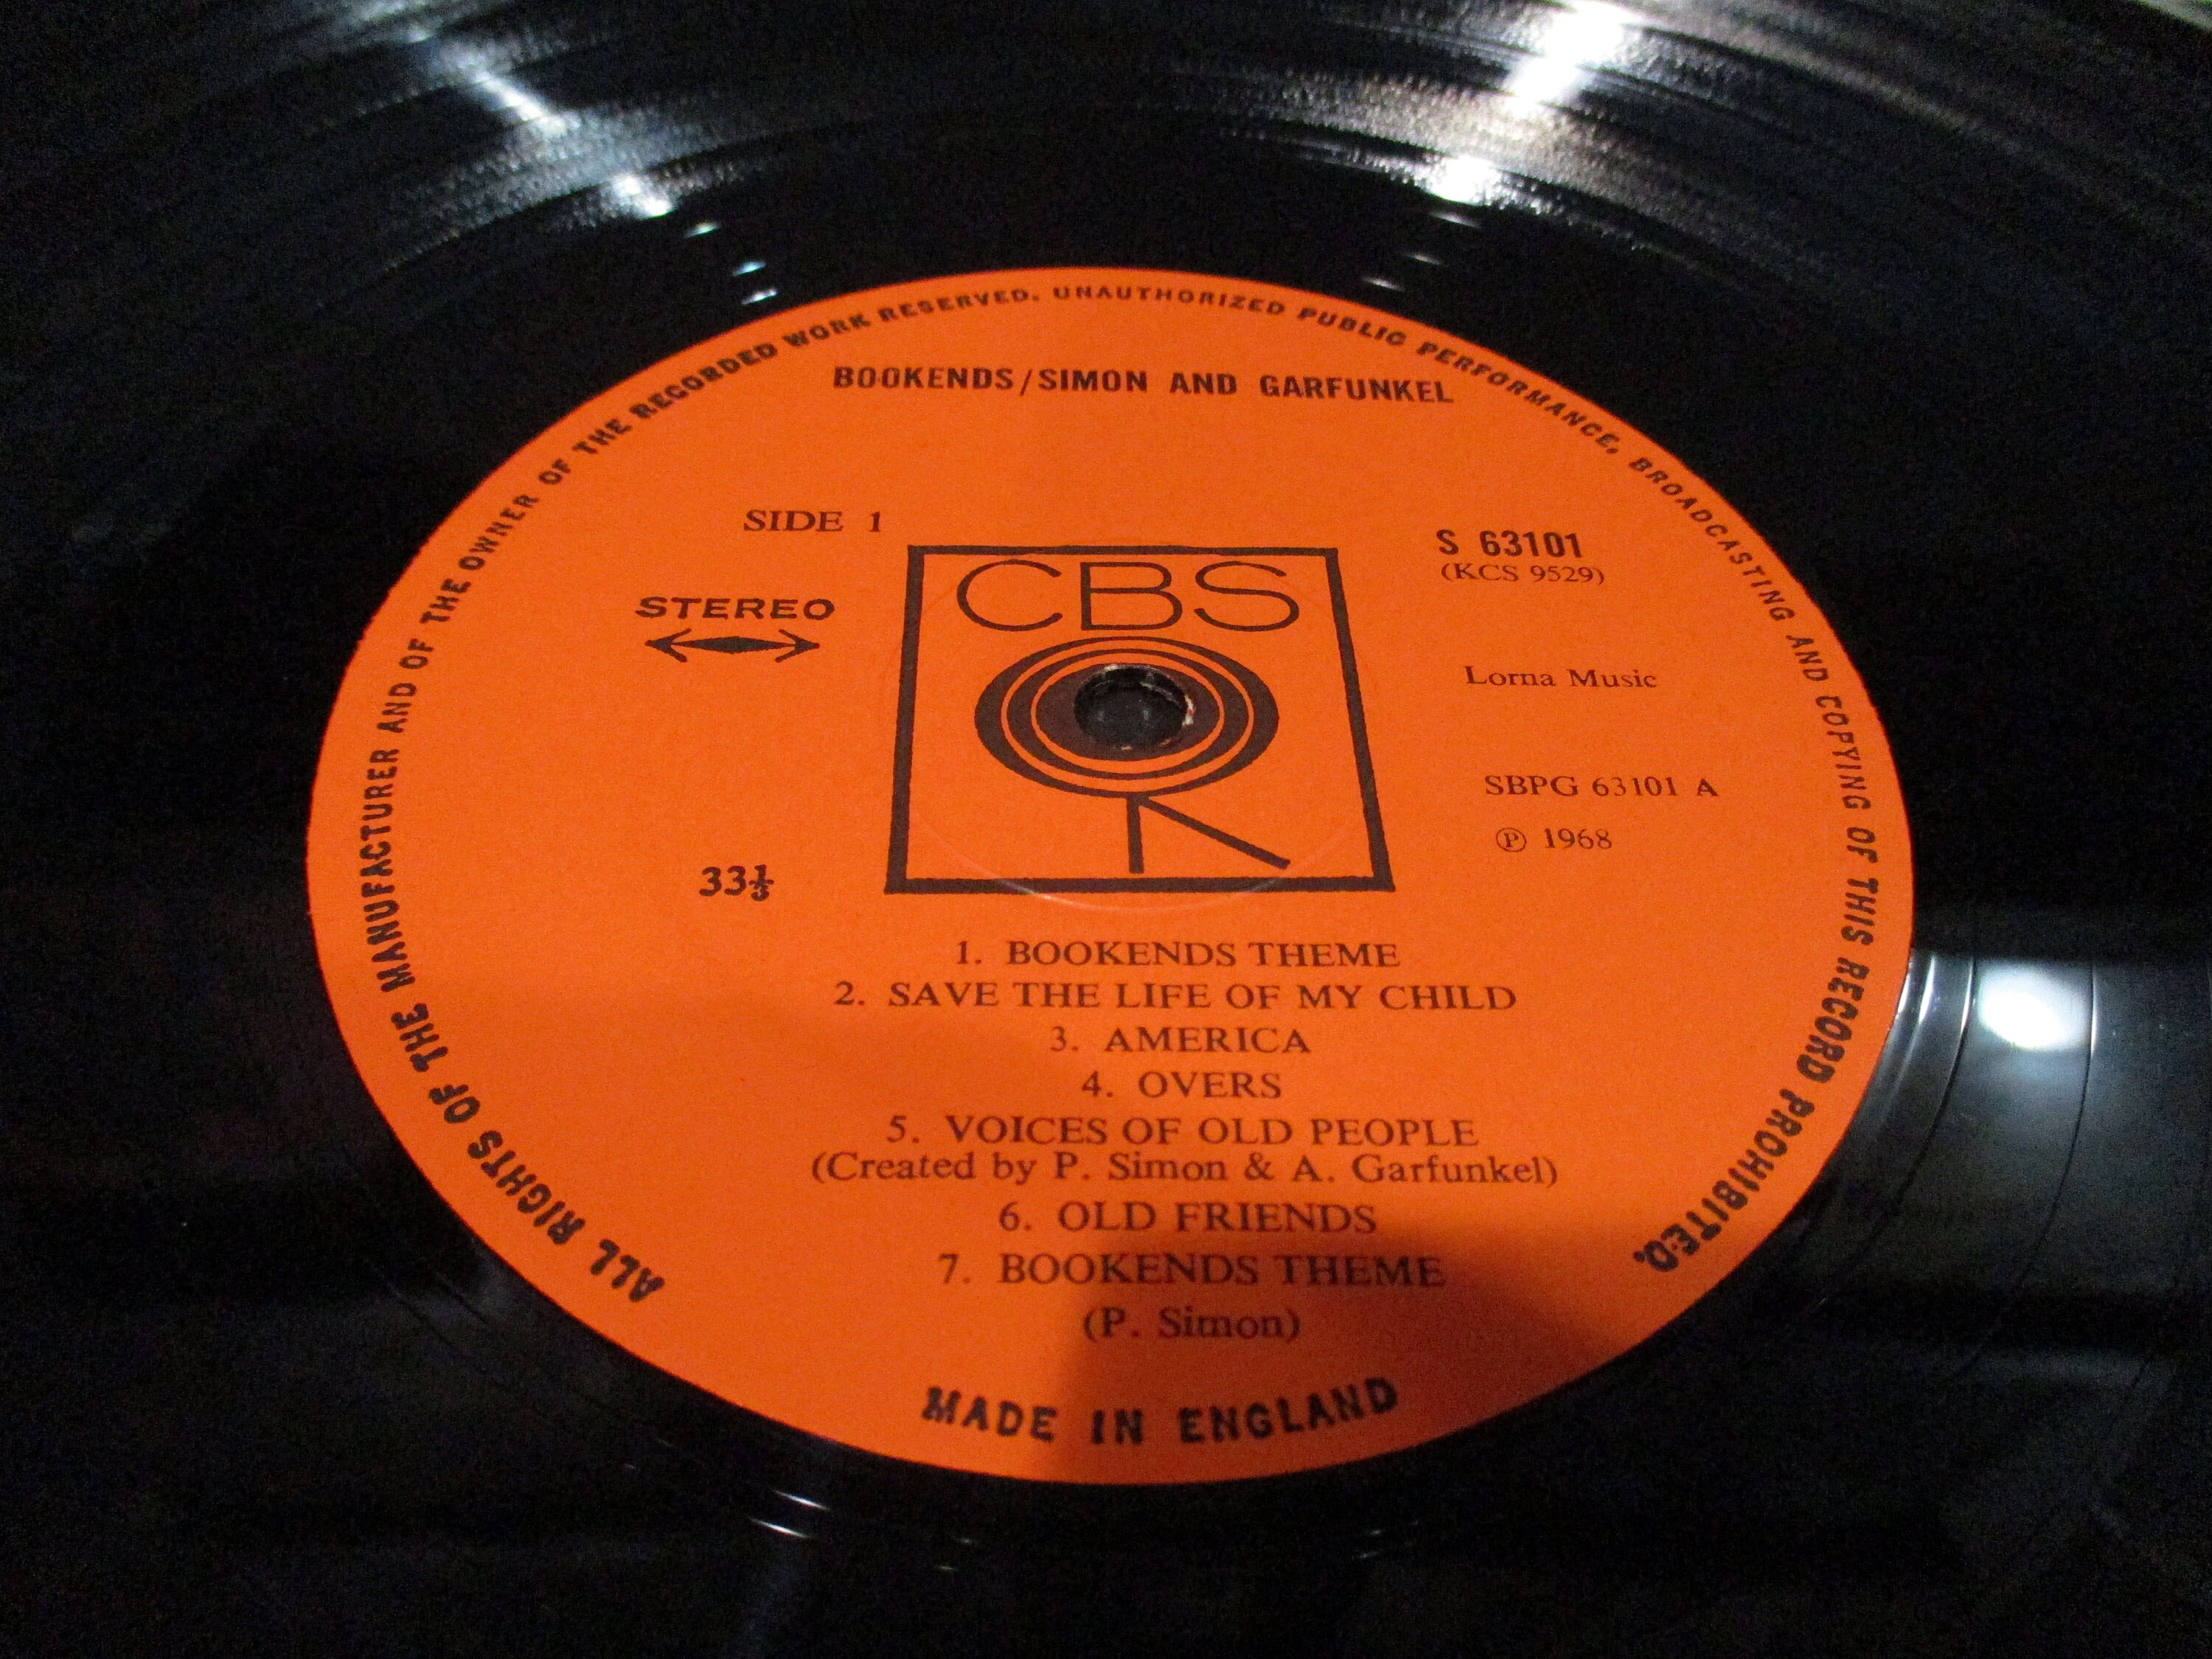 ALL RIGHTS OF THE MANUFACTURER AND OF THE OWNER OF THE RECORDED WORK RESERVED. UNAUTHORIZED PUBLIC PERFORMANCE, BROADCASTING AND COPYING OF THIS RECORD PROHIBITED.
BOOKENDS/SIMON AND GARFUNKEL
SIDE 1
S 63101
(KCS 9529)
CBS
STEREO
Lorna Music
SBPG 63101 A
℗ 1968
33⅓
1. BOOKENDS THEME
2. SAVE THE LIFE OF MY CHILD
3. AMERICA
4. OVERS
5. VOICES OF OLD PEOPLE
(Created by P. Simon & A. Garfunkel)
6. OLD FRIENDS
7. BOOKENDS THEME
(P. Simon)
MADE IN ENGLAND